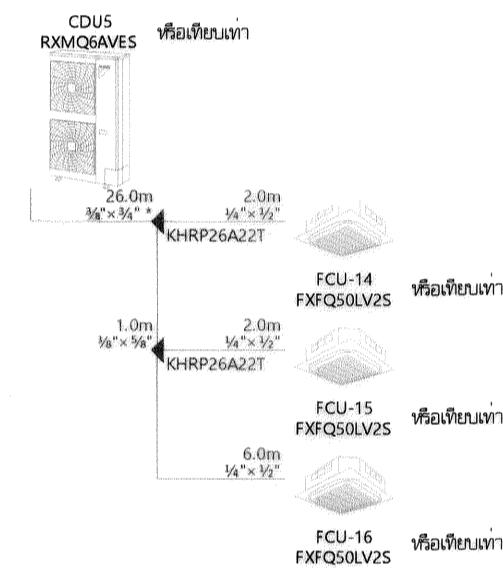 CDU5
RXMQ6AVES หรือเทียบเท่า
26.0m
⅜"x ¾" *
2.0m
¼"x ½"
KHRP26A22T
FCU-14
FXFQ50LV2S หรือเทียบเท่า
1.0m
⅜"x ⅝"
2.0m
¼"x ½"
KHRP26A22T
FCU-15
FXFQ50LV2S หรือเทียบเท่า
6.0m
¼"x ½"
FCU-16
FXFQ50LV2S หรือเทียบเท่า